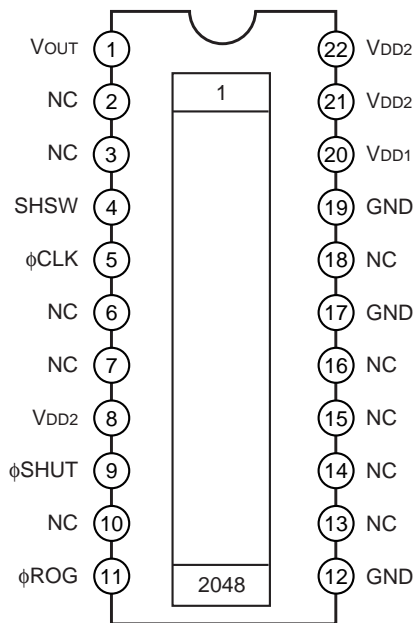 VOUT 1 22 VDD2
NC 2 1 21 VDD2
NC 3 20 VDD1
SHSW 4 19 GND
ϕCLK 5 18 NC
NC 6 17 GND
NC 7 16 NC
VDD2 8 15 NC
ϕSHUT 9 14 NC
NC 10 13 NC
ϕROG 11 2048 12 GND